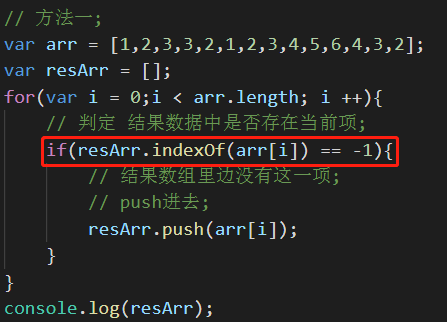 // 方法一;
var arr = [1,2,3,3,2,1,2,3,4,5,6,4,3,2];
var resArr = [];
for(var i = 0;i < arr.length; i ++){
// 判定 结果数据中是否存在当前项;
if(resArr.indexOf(arr[i]) == -1){
// 结果数组里边没有这一项;
// push进去;
resArr.push(arr[i]);
}
}
console.log(resArr);